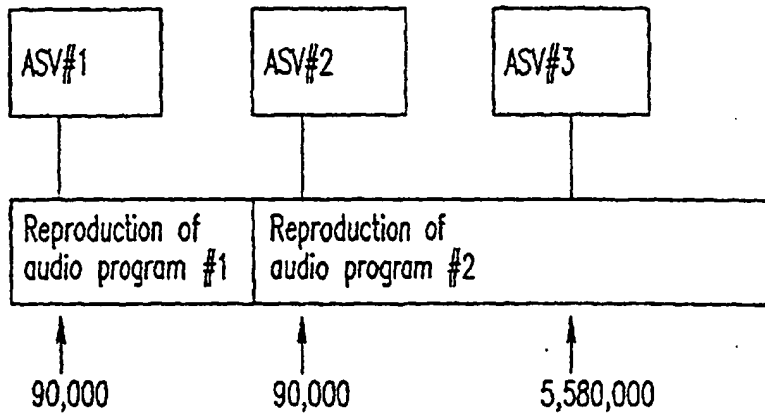 ASV#1
ASV#2
ASV#3
Reproduction of
audio program #1
Reproduction of
audio program #2
90,000
90,000
5,580,000